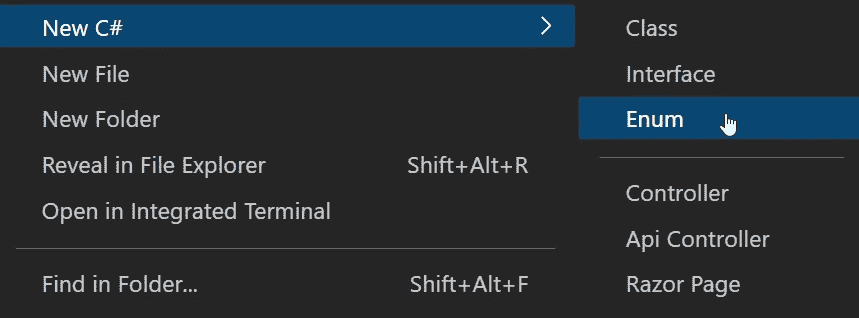 New C#
New File
New Folder
Reveal in File Explorer Shift+Alt+R
Open in Integrated Terminal
Find in Folder... Shift+Alt+F
Class
Interface
Enum
Controller
Api Controller
Razor Page